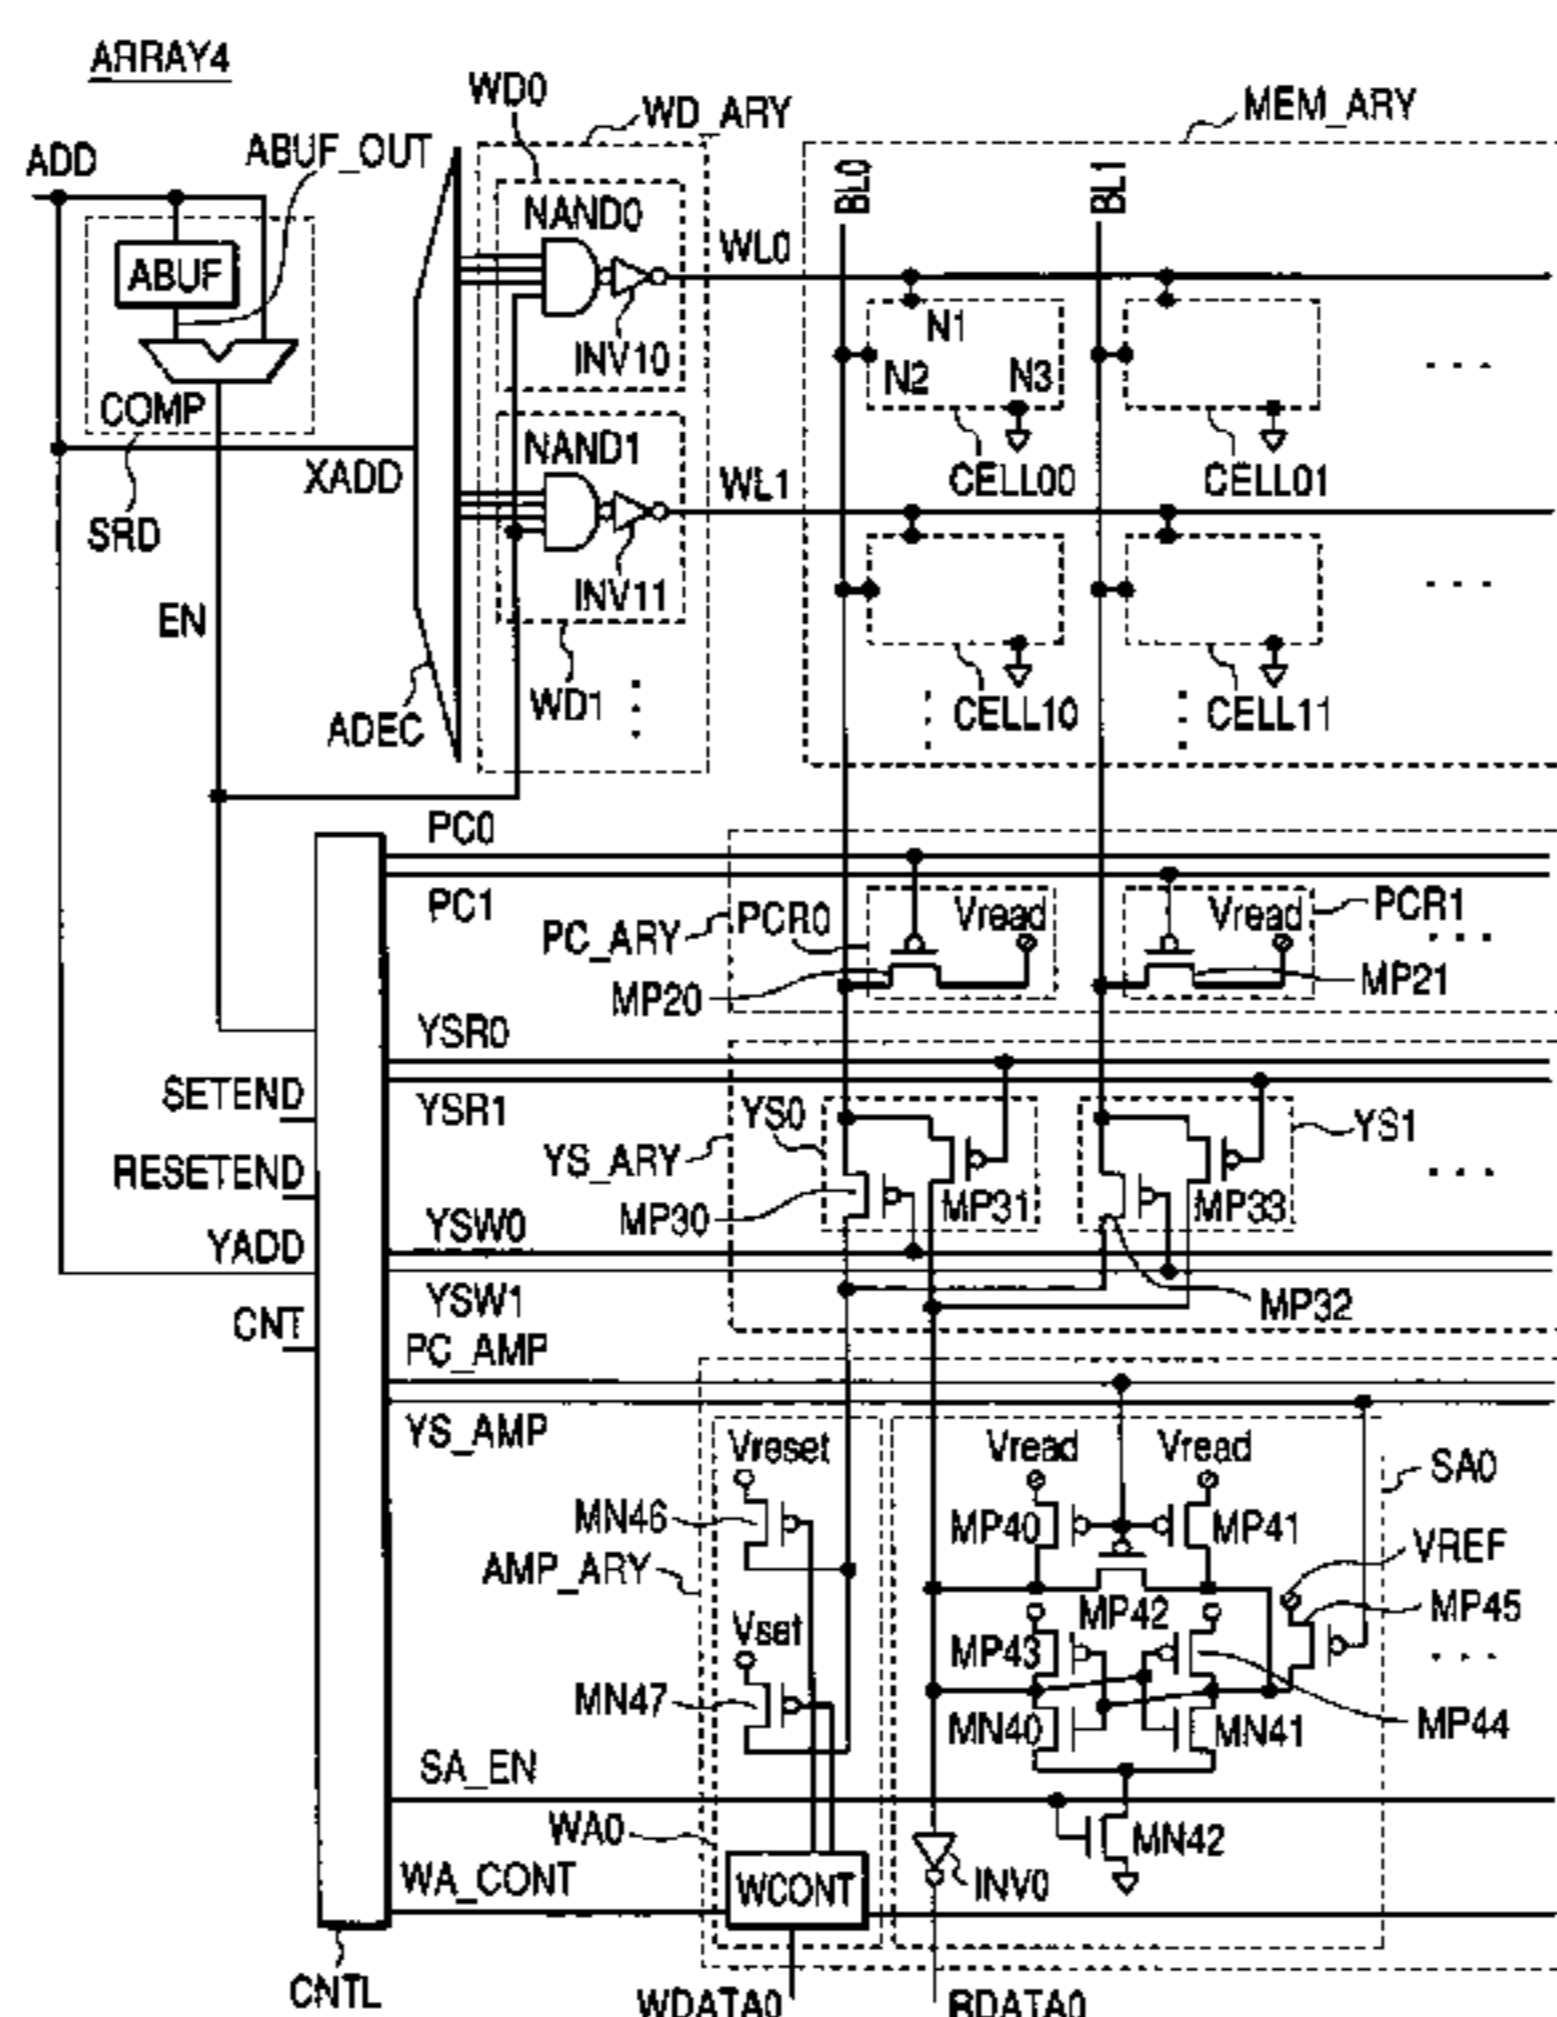 ARRAY4
WD0
WD_ARY
MEM_ARY
ADD
ABUF_OUT
BL0
BL1
NAND0
WL0
ABUF
N1
INV10
N2
N3
COMP
NAND1
XADD
WL1
CELL00
CELL01
SRD
INV11
EN
WD1
ADEC
CELL10
CELL11
PC0
PC1
PC_ARY
PCR0
Vread
Vread
PCR1
MP20
MP21
YSR0
SETEND
YSR1
YS0
YS1
YS_ARY
RESETEND
MP30
MP31
MP33
YSW0
YADD
YSW1
MP32
CNT
PC_AMP
YS_AMP
Vreset
Vread
Vread
SA0
MN46
MP40
MP41
VREF
AMP_ARY
MP42
MP45
Vset
MP43
MN47
MN40
MN41
MP44
SA_EN
WA0
MN42
WA_CONT
WCONT
INV0
CNTL
WDATA0
RDATA0